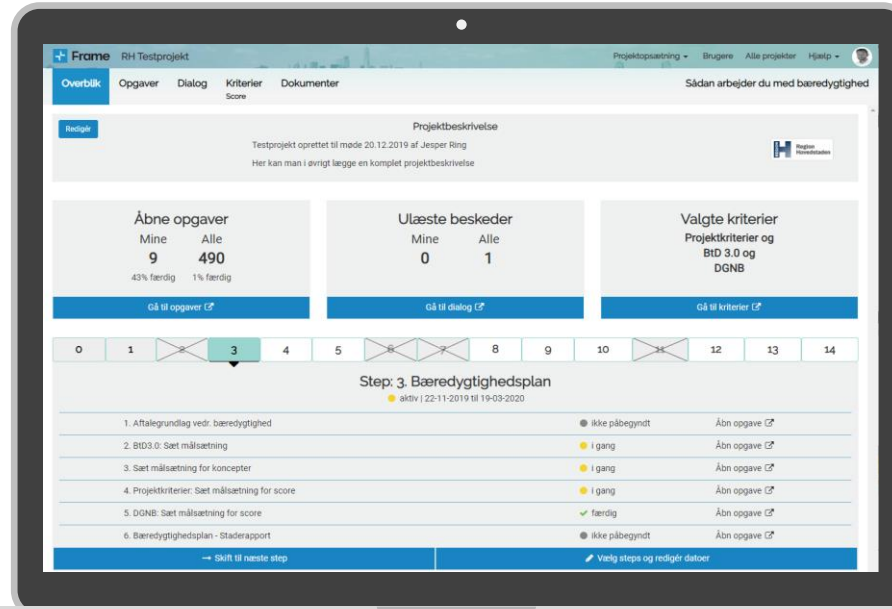 Frame RH Testprojekt Projektopsætning Brugere Alle projekter Hjælp
Overblik Opgaver Dialog Kriterier Dokumenter Sådan arbejder du med bæredygtighed
Score
Redigér
Projektbeskrivelse
Testprojekt oprettet til møde 20.12.2019 af Jesper Ring
Her kan man i øvrigt lægge en komplet projektbeskrivelse
Region
Hovedstaden
Åbne opgaver
Mine Alle
9 490
43% færdig 1% færdig
Gå til opgaver
Ulæste beskeder
Mine Alle
0 1
Gå til dialog
Valgte kriterier
Projektkriterier og
BtD 3.0 og
DGNB
Gå til kriterier
0 1 2 3 4 5 6 7 8 9 10 11 12 13 14
Step: 3. Bæredygtighedsplan
aktiv | 22-11-2019 til 19-03-2020
1. Aftalegrundlag vedr. bæredygtighed ikke påbegyndt Åbn opgave
2. BtD3.0: Sæt målsætning i gang Åbn opgave
3. Sæt målsætning for koncepter i gang Åbn opgave
4. Projektkriterier: Sæt målsætning for score i gang Åbn opgave
5. DGNB: Sæt målsætning for score færdig Åbn opgave
6. Bæredygtighedsplan - Staderapport ikke påbegyndt Åbn opgave
→ Skift til næste step Vælg steps og redigér datoer